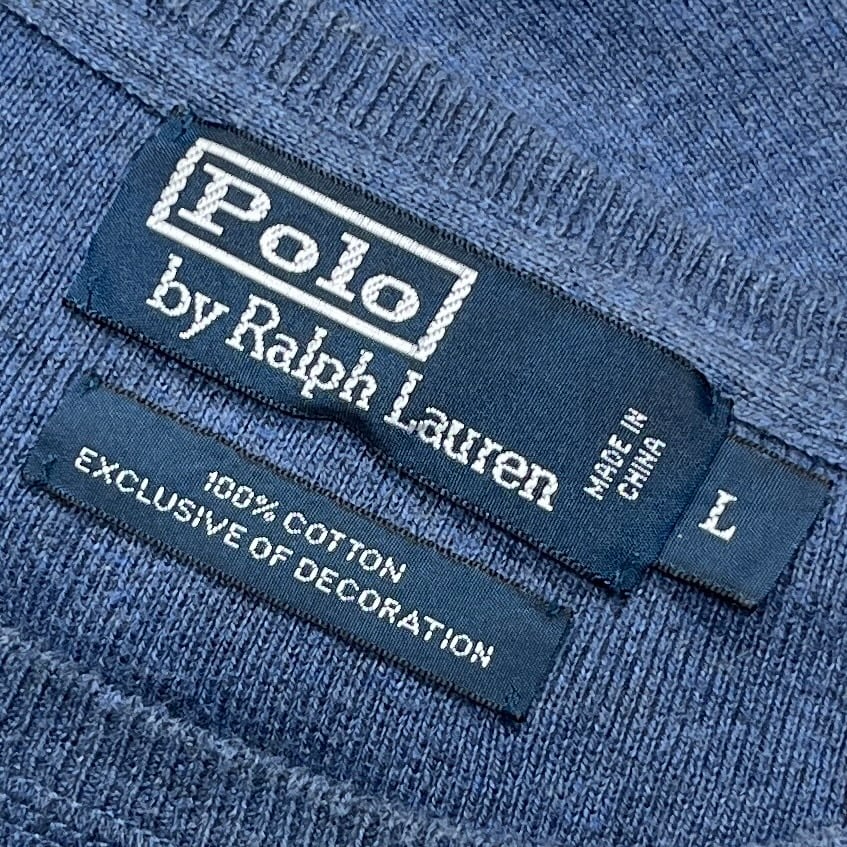 Polo
by Ralph Lauren
MADE IN
CHINA
L
100% COTTON
EXCLUSIVE OF DECORATION